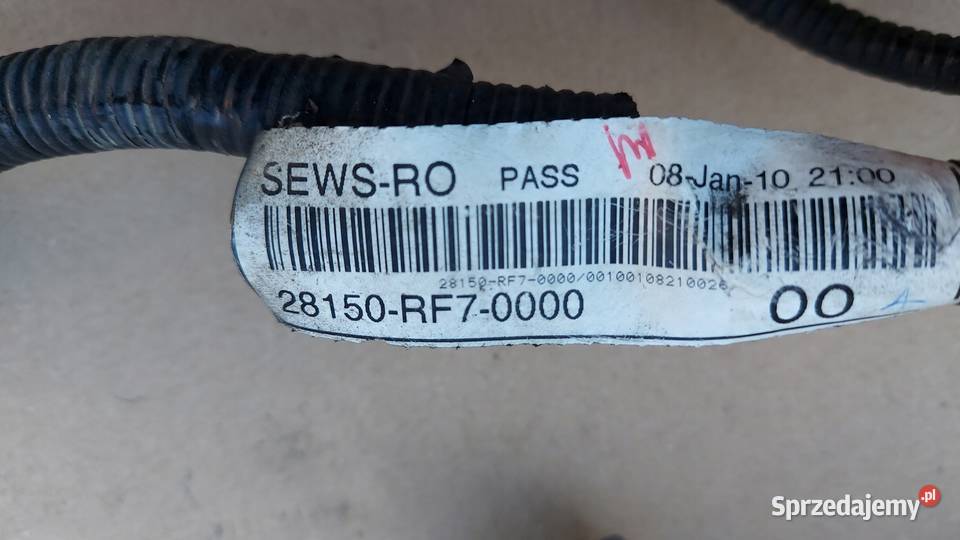 SEWS-RO PASS 08-Jan-10 21:00
28150-RF7-0000/00100108210026
28150-RF7-0000 00 A
Sprzedajemy.pl